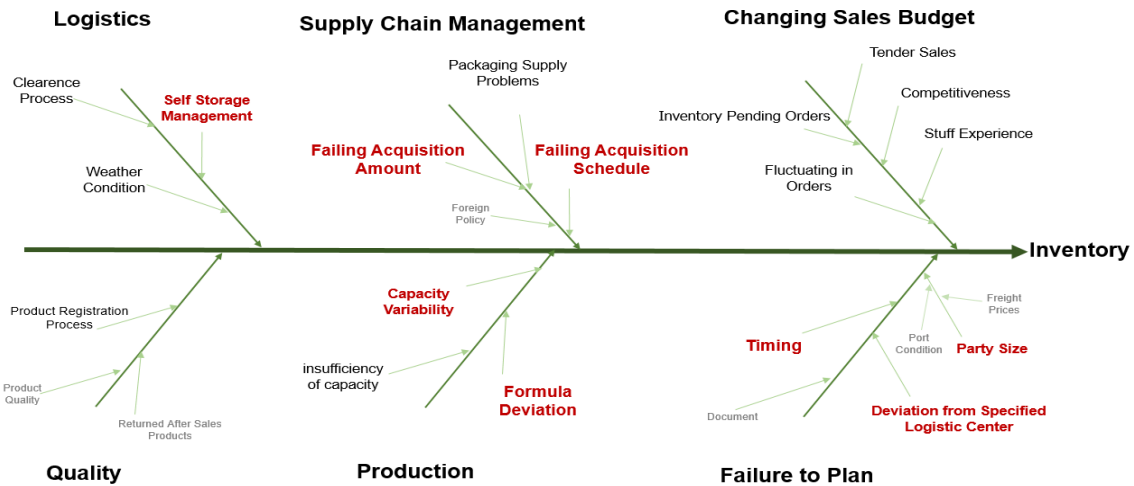 Logistics
Supply Chain Management
Changing Sales Budget
Clearence
Process
Self Storage
Management
Weather
Condition
Packaging Supply
Problems
Failing Acquisition
Amount
Failing Acquisition
Schedule
Foreign
Policy
Tender Sales
Competitiveness
Inventory Pending Orders
Stuff Experience
Fluctuating in
Orders
Inventory
Product Registration
Process
Product
Quality
Returned After Sales
Products
Capacity
Variability
insufficiency
of capacity
Formula
Deviation
Freight
Prices
Port
Condition
Timing
Party Size
Document
Deviation from Specified
Logistic Center
Quality
Production
Failure to Plan